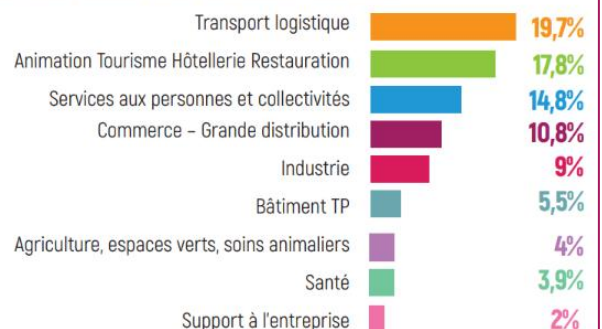 Transport logistique 19,7%
Animation Tourisme Hôtellerie Restauration 17,8%
Services aux personnes et collectivités 14,8%
Commerce – Grande distribution 10,8%
Industrie 9%
Bâtiment TP 5,5%
Agriculture, espaces verts, soins animaliers 4%
Santé 3,9%
Support à l'entreprise 2%